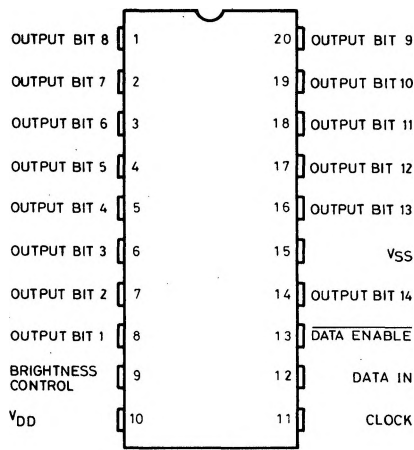 OUTPUT BIT 8 1 20 OUTPUT BIT 9
OUTPUT BIT 7 2 19 OUTPUT BIT 10
OUTPUT BIT 6 3 18 OUTPUT BIT 11
OUTPUT BIT 5 4 17 OUTPUT BIT 12
OUTPUT BIT 4 5 16 OUTPUT BIT 13
OUTPUT BIT 3 6 15 VSS
OUTPUT BIT 2 7 14 OUTPUT BIT 14
OUTPUT BIT 1 8 13 DATA ENABLE
BRIGHTNESS
CONTROL 9 12 DATA IN
VDD 10 11 CLOCK